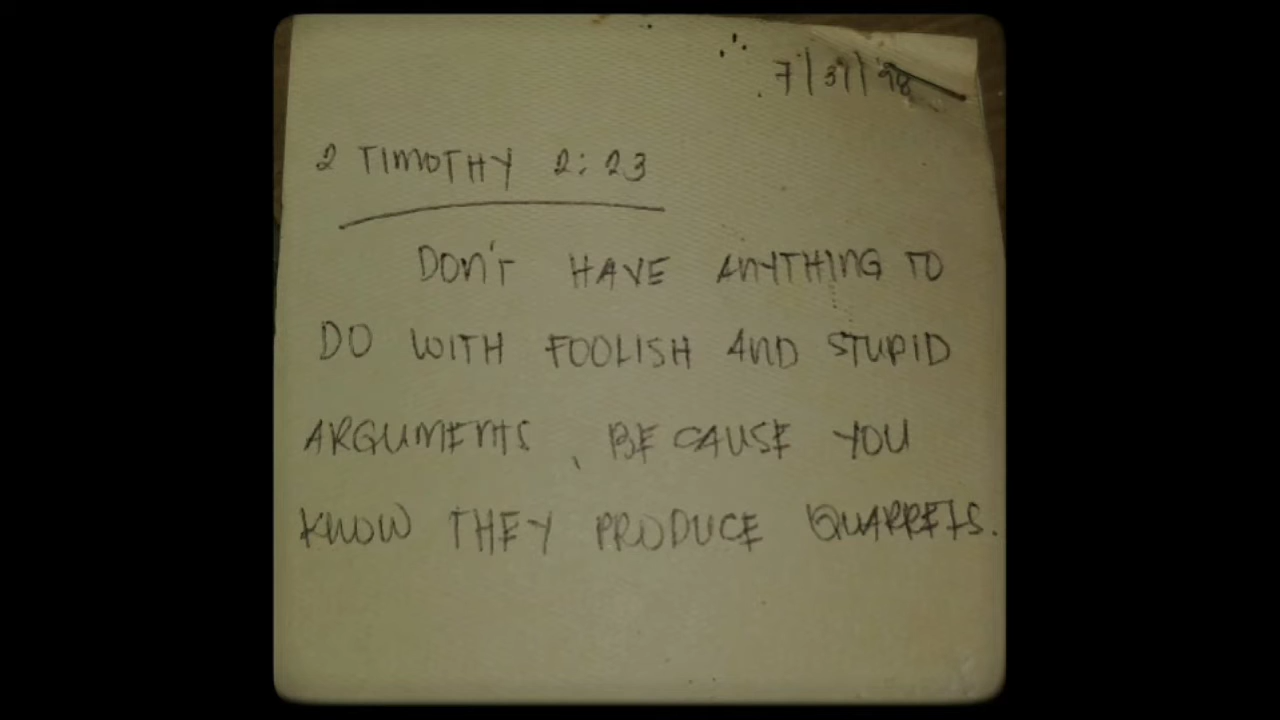 7/31/98
2 TIMOTHY 2:23
DON'T HAVE ANYTHING TO
DO WITH FOOLISH AND STUPID
ARGUMENTS, BECAUSE YOU
KNOW THEY PRODUCE QUARRELS.